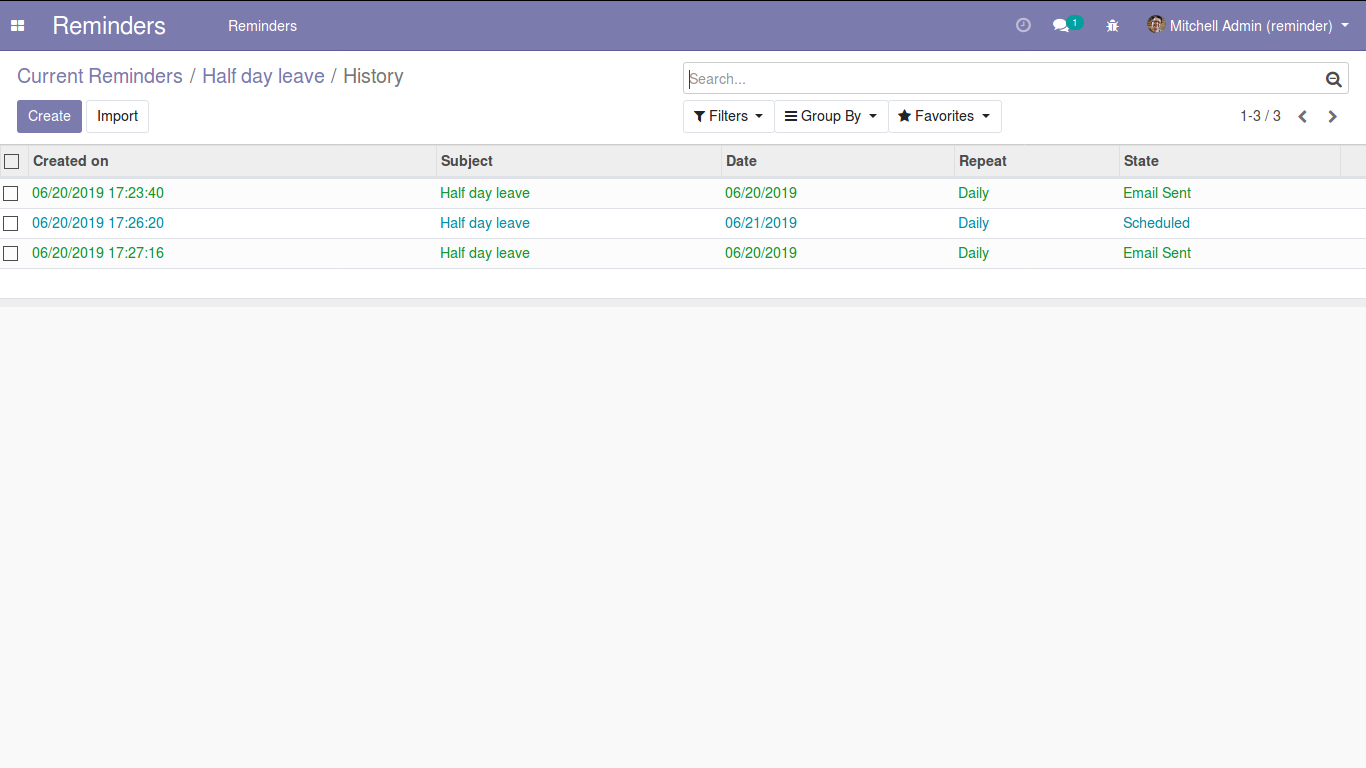 Reminders Reminders 1 Mitchell Admin (reminder)
Current Reminders / Half day leave / History Search...
Create Import Filters Group By Favorites 1-3 / 3
Created on Subject Date Repeat State
06/20/2019 17:23:40 Half day leave 06/20/2019 Daily Email Sent
06/20/2019 17:26:20 Half day leave 06/21/2019 Daily Scheduled
06/20/2019 17:27:16 Half day leave 06/20/2019 Daily Email Sent